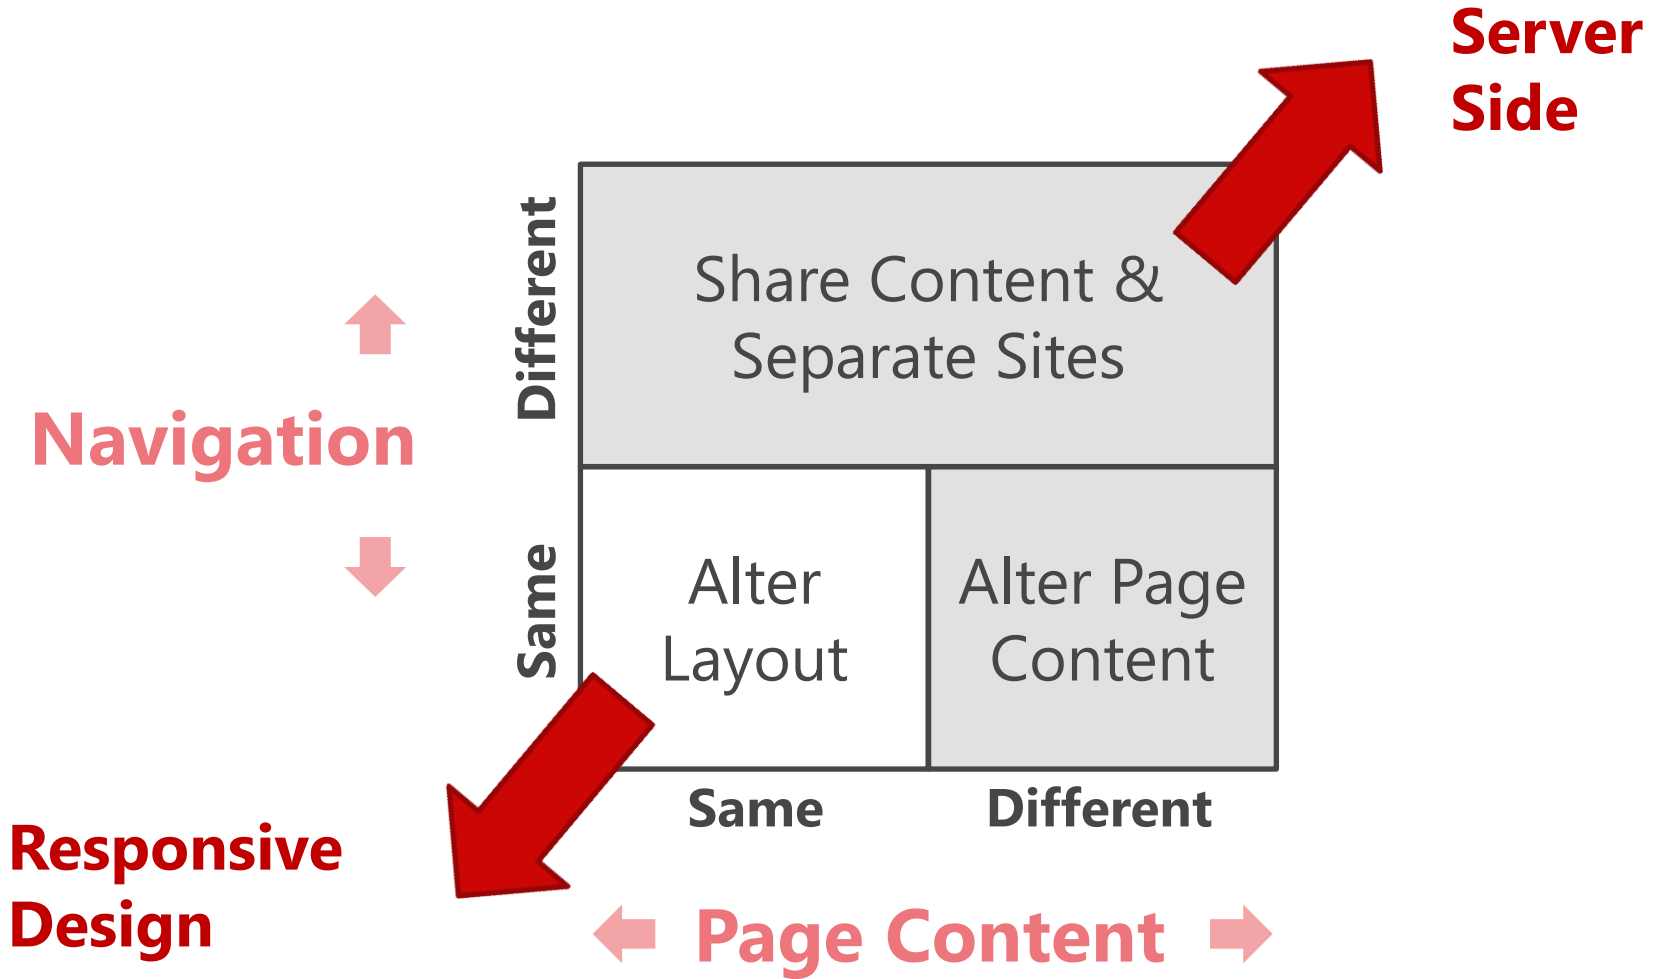 Server
Side
Different
Share Content &
Separate Sites
Navigation
Same
Alter
Layout
Alter Page
Content
Same
Different
Responsive
Design
Page Content